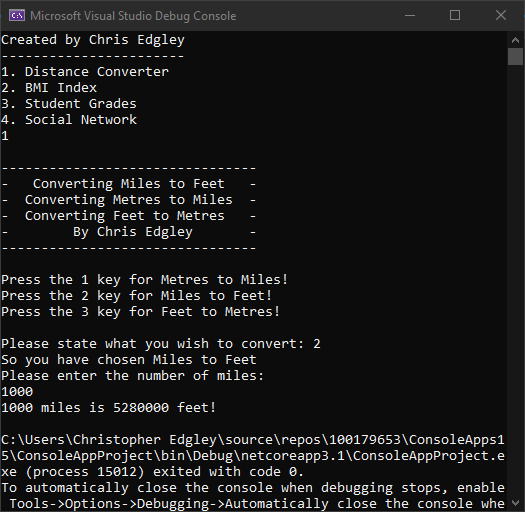 Microsoft Visual Studio Debug Console
Created by Chris Edgley
-----------------------
1. Distance Converter
2. BMI Index
3. Student Grades
4. Social Network
1
--------------------------------
-   Converting Miles to Feet   -
-  Converting Metres to Miles  -
-  Converting Feet to Metres   -
-        By Chris Edgley       -
--------------------------------
Press the 1 key for Metres to Miles!
Press the 2 key for Miles to Feet!
Press the 3 key for Feet to Metres!
Please state what you wish to convert: 2
So you have chosen Miles to Feet
Please enter the number of miles:
1000
1000 miles is 5280000 feet!
C:\Users\Christopher Edgley\source\repos\100179653\ConsoleApps1
5\ConsoleAppProject\bin\Debug\netcoreapp3.1\ConsoleAppProject.e
xe (process 15012) exited with code 0.
To automatically close the console when debugging stops, enable
 Tools->Options->Debugging->Automatically close the console whe